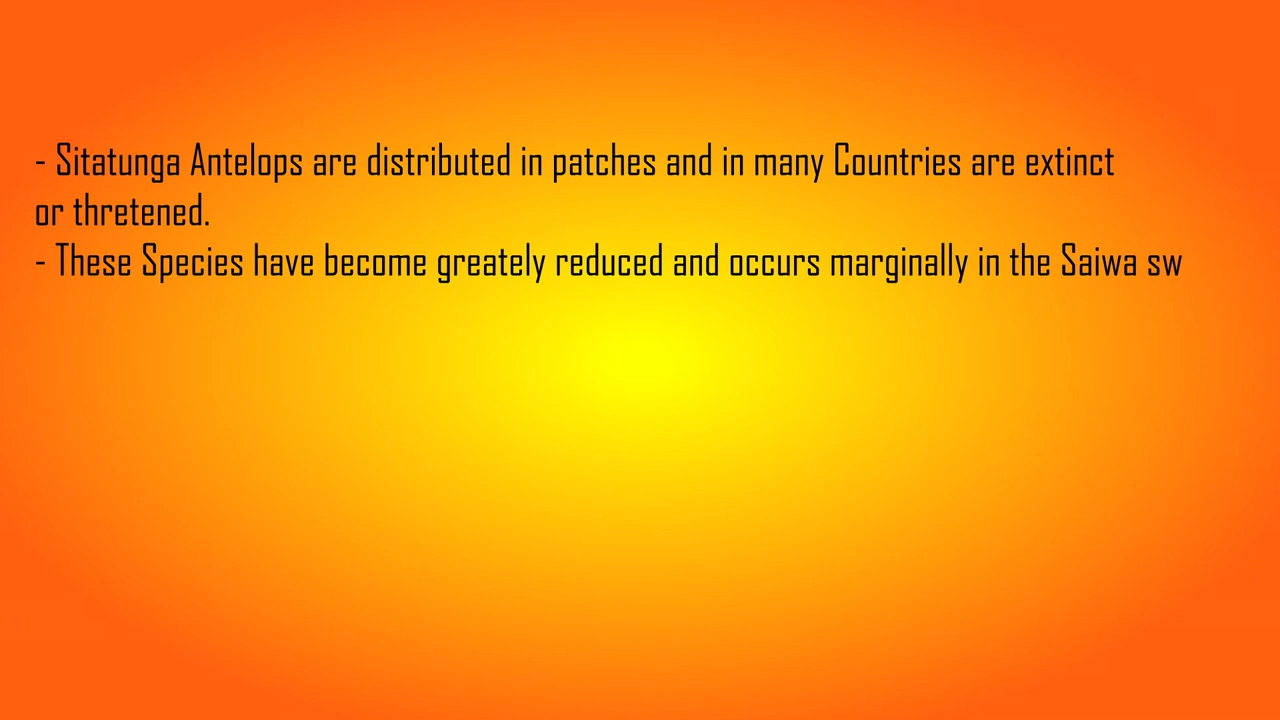 - Sitatunga Antelops are distributed in patches and in many Countries are extinct
or thretened.
- These Species have become greately reduced and occurs marginally in the Saiwa sw